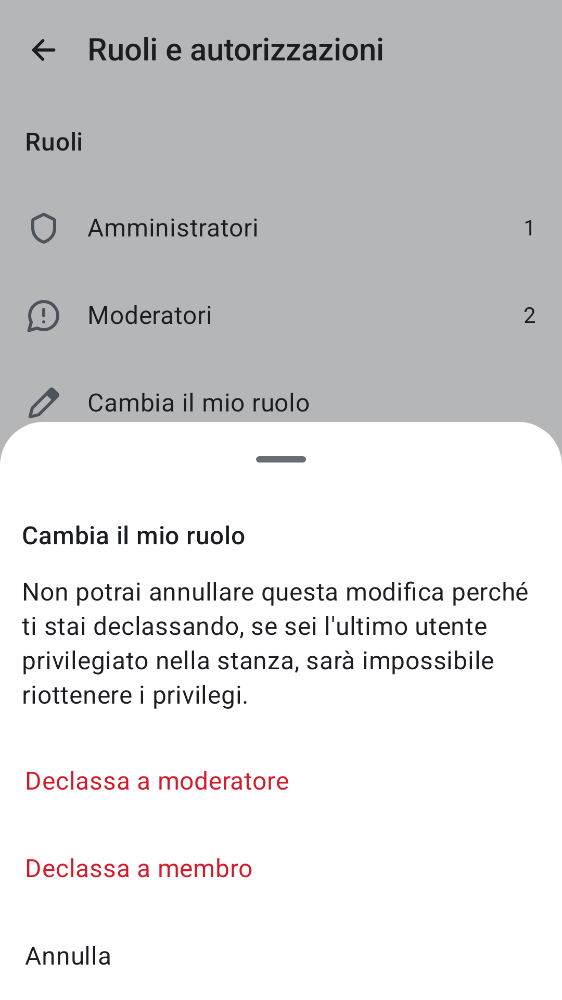 Ruoli e autorizzazioni
Ruoli
Amministratori 1
Moderatori 2
Cambia il mio ruolo
Cambia il mio ruolo
Non potrai annullare questa modifica perché
ti stai declassando, se sei l'ultimo utente
privilegiato nella stanza, sarà impossibile
riottenere i privilegi.
Declassa a moderatore
Declassa a membro
Annulla